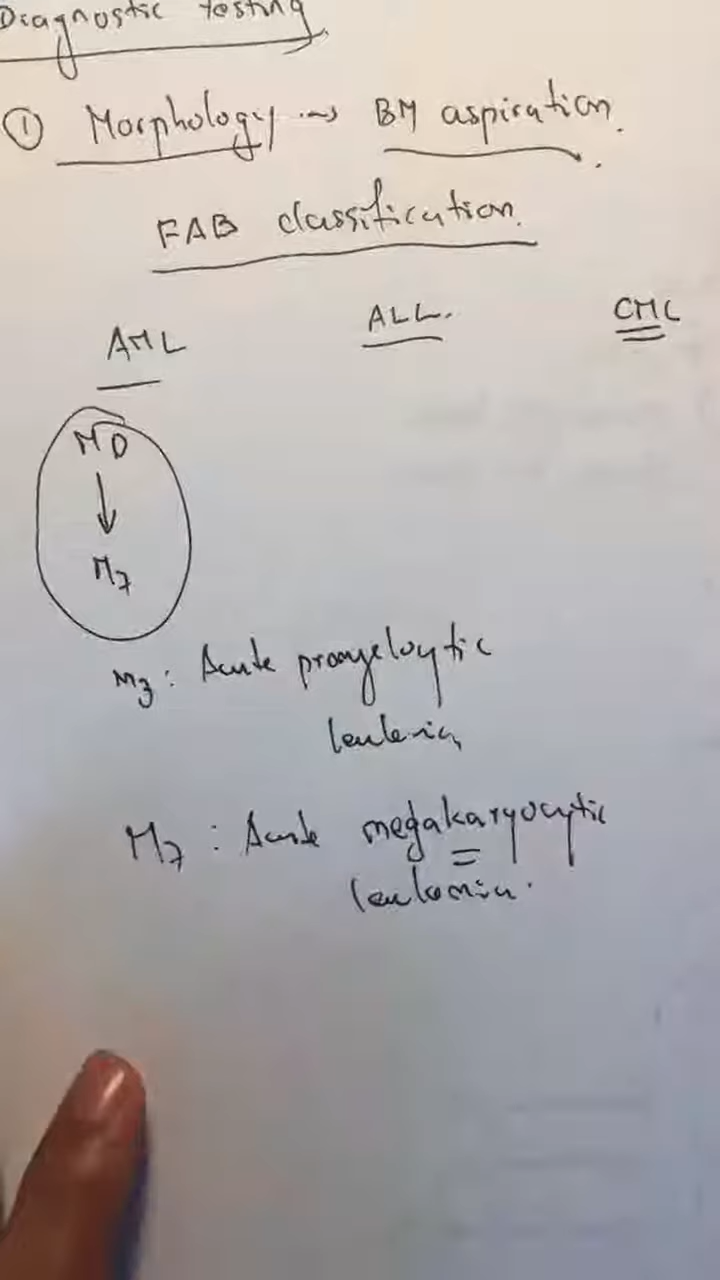 Diagnostic testing
① Morphology → BM aspiration.
FAB classification.
AML ALL. CML
M0
↓
M7
M3: Acute promyelocytic
leukemia
M7: Acute megakaryocytic
leukemia.